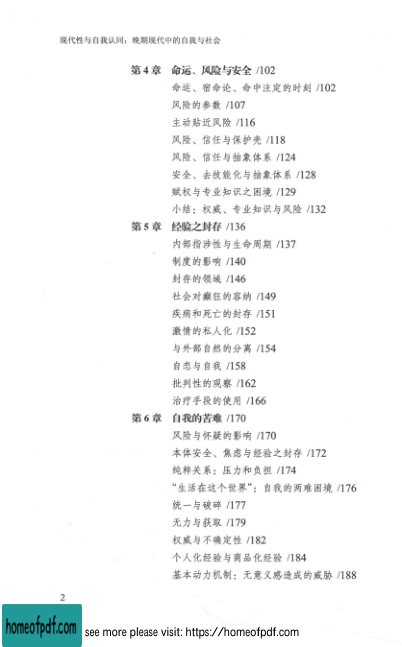 现代性与自我认同：晚期现代中的自我与社会
第4章 命运、风险与安全 /102
命运、宿命论、命中注定的时刻 /102
风险的参数 /107
主动贴近风险 /116
风险、信任与保护壳 /118
风险、信任与抽象体系 /124
安全、去技能化与抽象体系 /128
赋权与专业知识之困境 /129
小结：权威、专业知识与风险 /132
第5章 经验之封存 /136
内部指涉性与生命周期 /137
制度的影响 /140
封存的领域 /146
社会对癫狂的容纳 /149
疾病和死亡的封存 /151
激情的私人化 /152
与外部自然的分离 /154
自恋与自我 /158
批判性的观察 /162
治疗手段的使用 /166
第6章 自我的苦难 /170
风险与怀疑的影响 /170
本体安全、焦虑与经验之封存 /172
纯粹关系：压力和负担 /174
“生活在这个世界”：自我的两难困境 /176
统一与破碎 /177
无力与获取 /179
权威与不确定性 /182
个人化经验与商品化经验 /184
基本动力机制：无意义感造成的威胁 /188
2
homeofpdf.com
see more please visit: https://homeofpdf.com